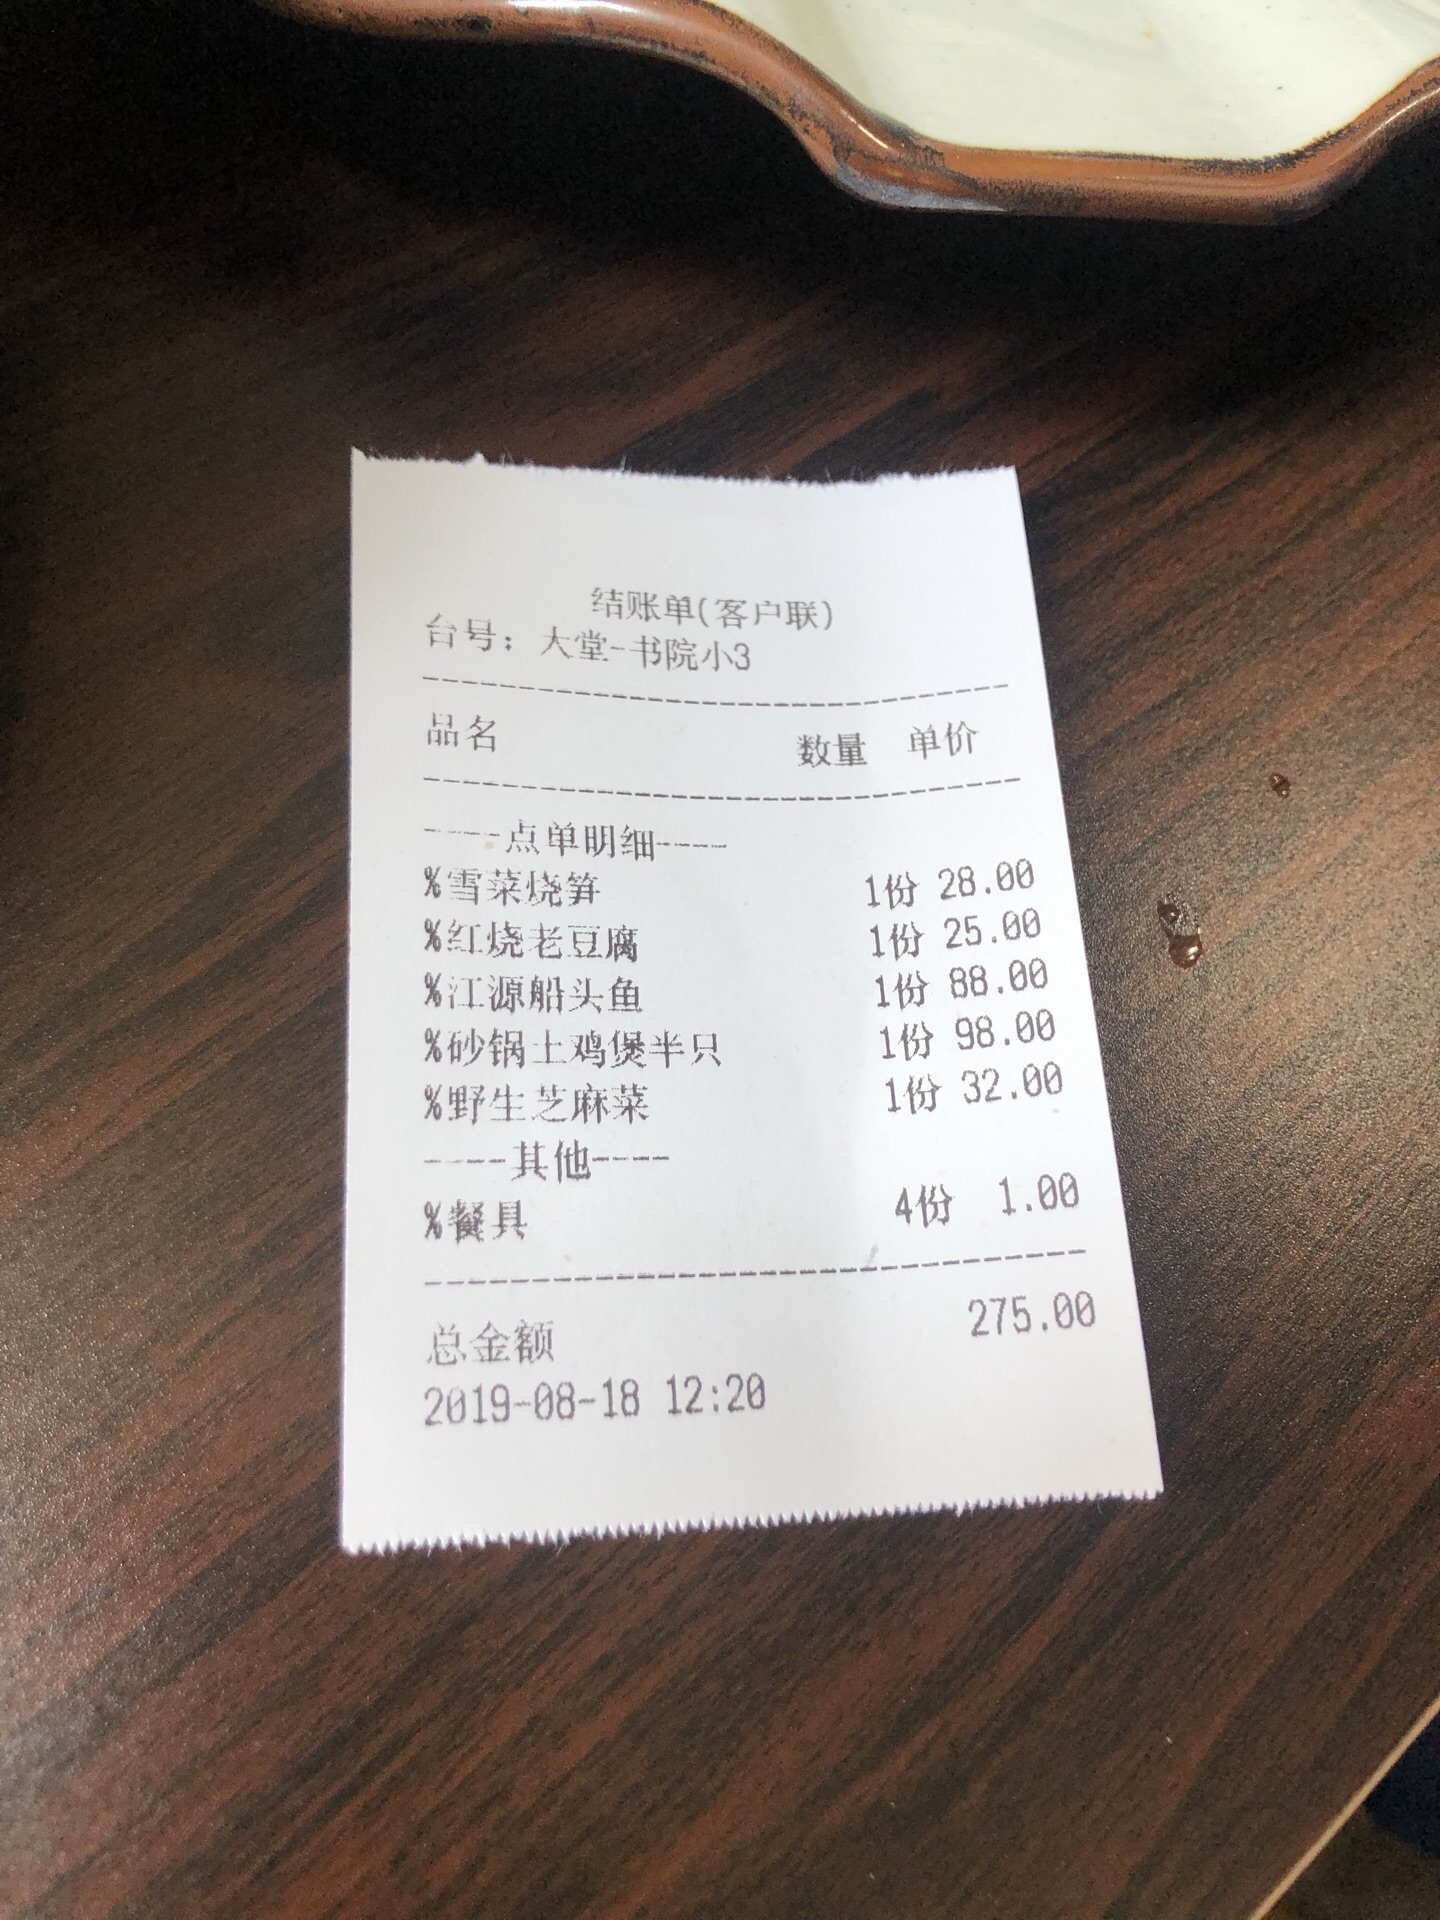 结账单(客户联)
台号：大堂-书院小3
品名 数量 单价
----点单明细----
%雪菜烧笋 1份 28.00
%红烧老豆腐 1份 25.00
%江源船头鱼 1份 88.00
%砂锅土鸡煲半只 1份 98.00
%野生芝麻菜 1份 32.00
----其他----
%餐具 4份 1.00
总金额 275.00
2019-08-18 12:20